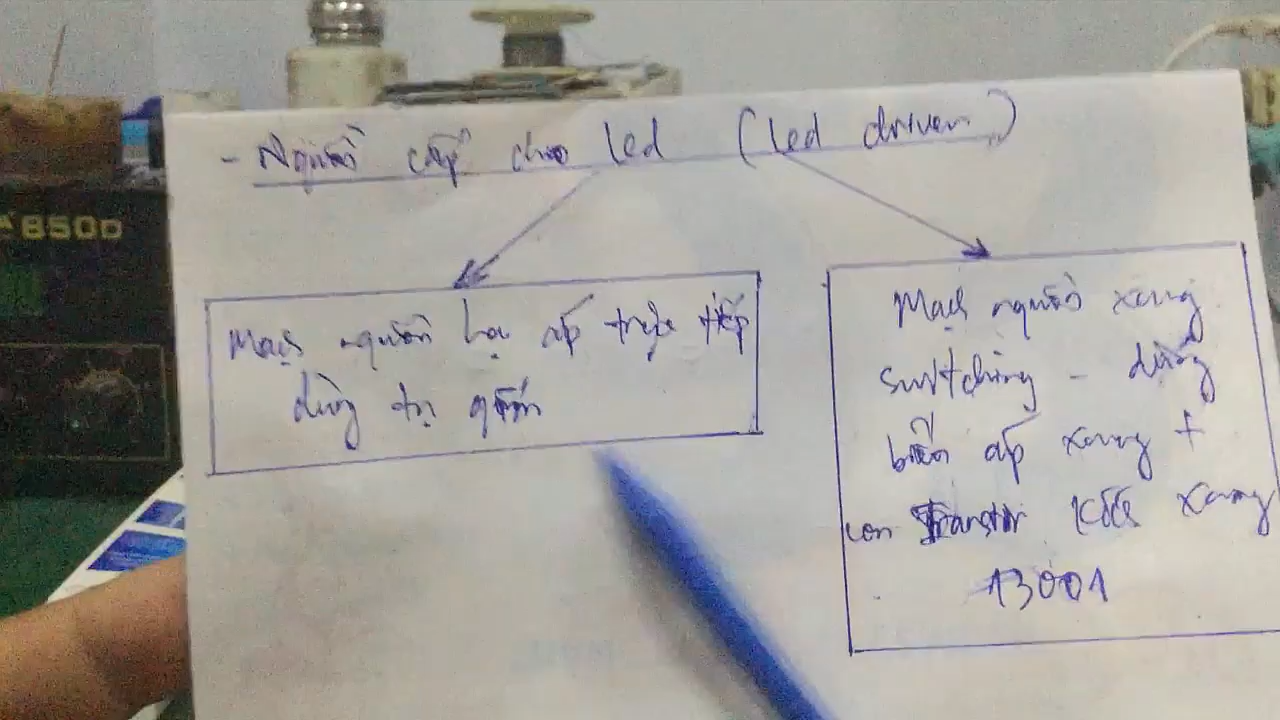 - Nguồn cấp cho led (led driver)
Mạch nguồn hạ áp trực tiếp
dùng tụ gốm
Mạch nguồn xung
switching - dùng
biến áp xung +
con Transitor kích xung
13001
850D